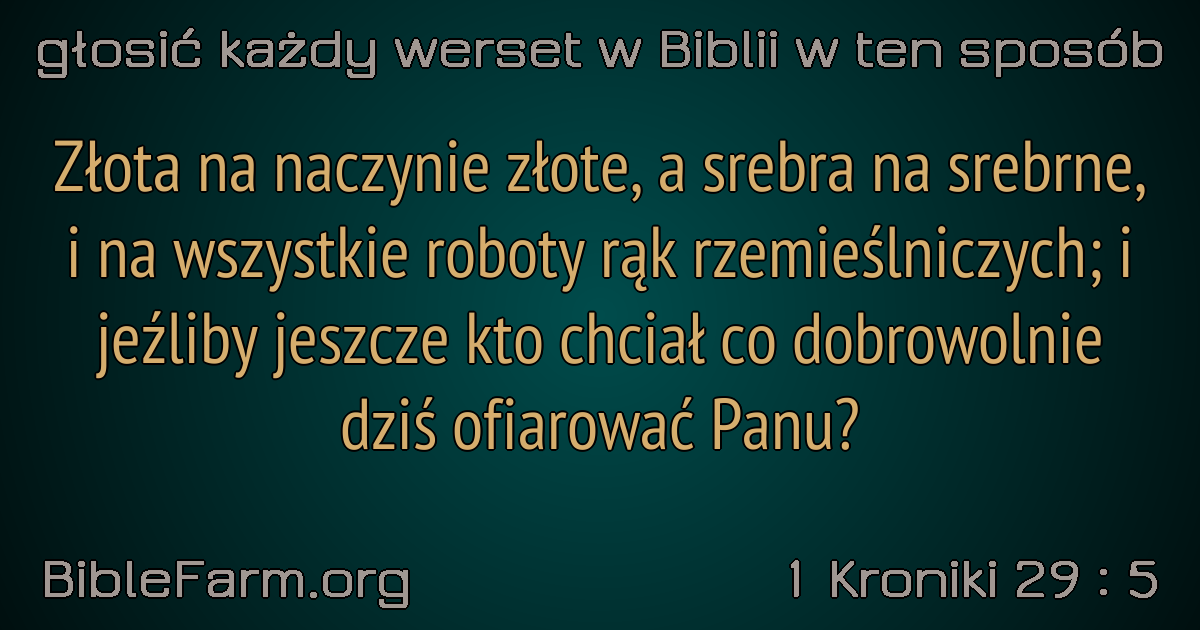 głosić każdy werset w Biblii w ten sposób
Złota na naczynie złote, a srebra na srebrne,
i na wszystkie roboty rąk rzemieślniczych; i
jeźliby jeszcze kto chciał co dobrowolnie
dziś ofiarować Panu?
BibleFarm.org
1 Kroniki 29 : 5